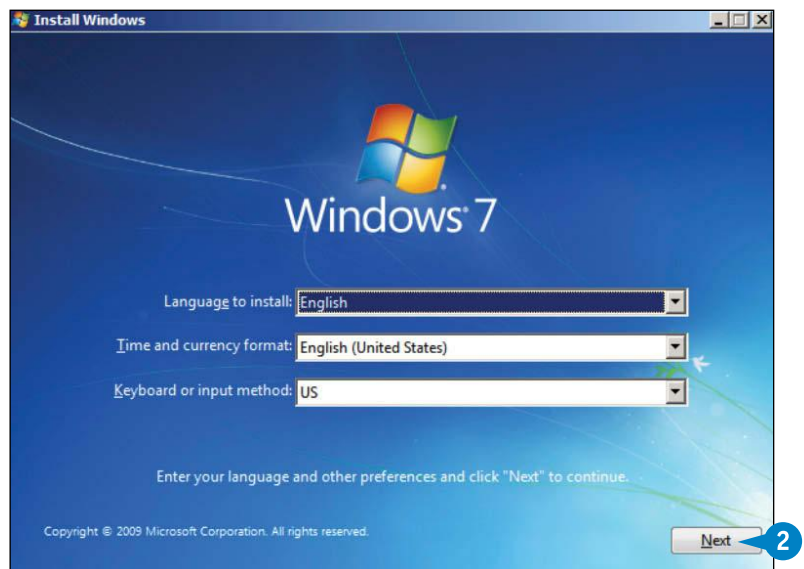 Install Windows
Windows 7
Language to install: English
Time and currency format: English (United States)
Keyboard or input method: US
Enter your language and other preferences and click "Next" to continue.
Copyright © 2009 Microsoft Corporation. All rights reserved.
Next
2